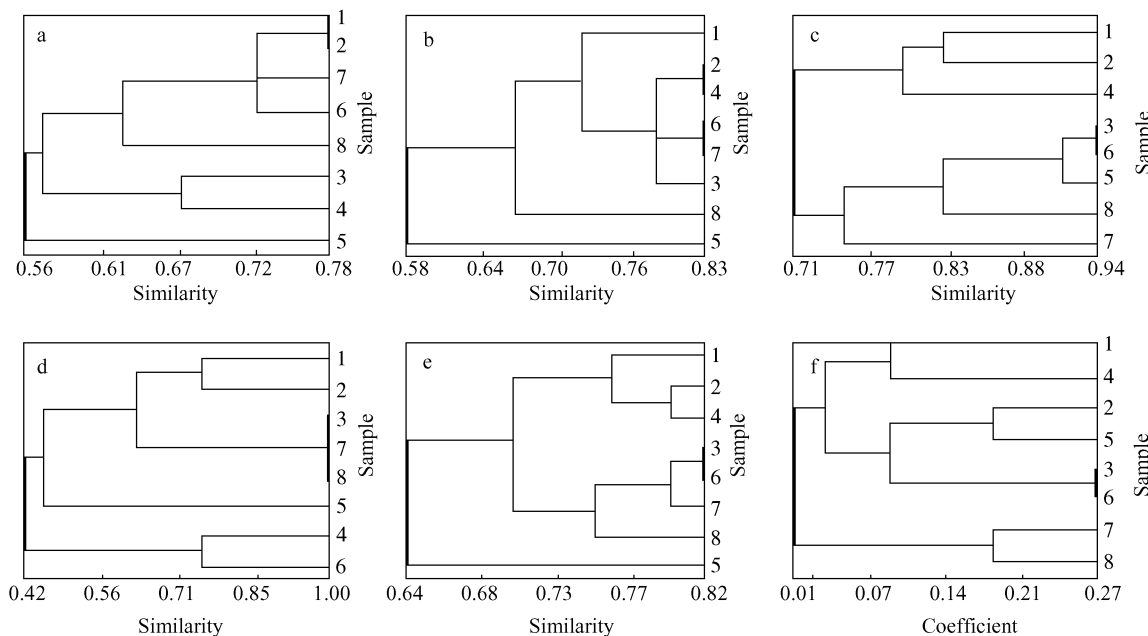 a
1
2
7
6
8
3
4
5
Sample
0.56 0.61 0.67 0.72 0.78
Similarity
b
1
2
4
6
7
3
8
5
Sample
0.58 0.64 0.70 0.76 0.83
Similarity
c
1
2
4
3
6
5
8
7
Sample
0.71 0.77 0.83 0.88 0.94
Similarity
d
1
2
3
7
8
5
4
6
Sample
0.42 0.56 0.71 0.85 1.00
Similarity
e
1
2
4
3
6
7
8
5
Sample
0.64 0.68 0.73 0.77 0.82
Similarity
f
1
4
2
5
3
6
7
8
Sample
0.01 0.07 0.14 0.21 0.27
Coefficient